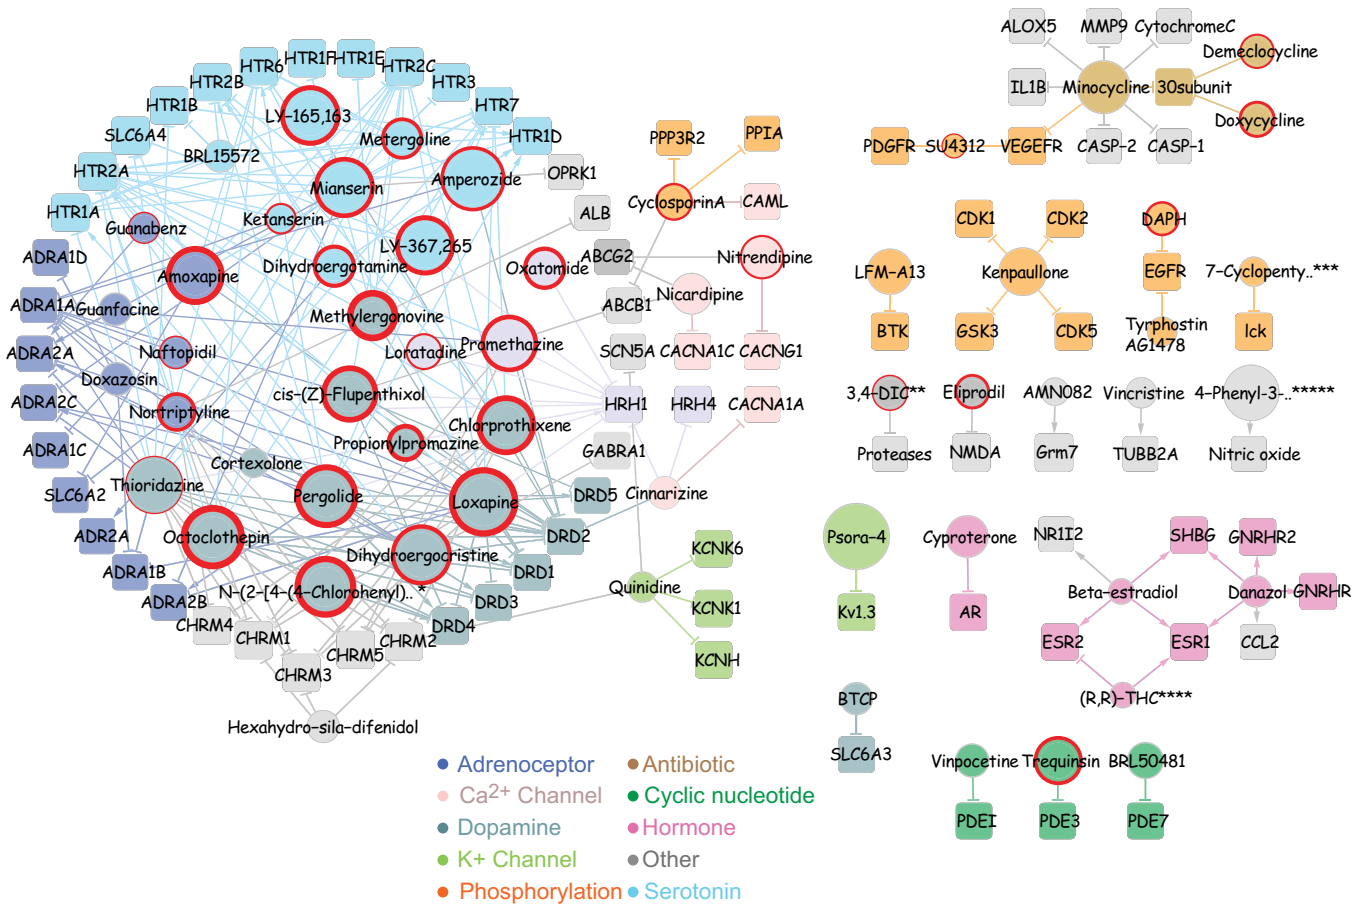 ALOX5
MMP9
CytochromeC
Demeclocycline
IL1B
Minocycline
30subunit
Doxycycline
PDGFR
SU4312
VEGEFR
CASP-2
CASP-1
HTR6
HTR1F
HTR1E
HTR2C
HTR3
HTR2B
HTR7
HTR1B
HTR1D
SLC6A4
HTR2A
HTR1A
LY-165,163
Metergoline
BRL15572
Mianserin
Amperozide
OPRK1
Ketanserin
Guanabenz
LY-367,265
Dihydroergotamine
Amoxapine
Oxatomide
ALB
PPP3R2
PPIA
CyclosporinA
CAML
ABCG2
Nitrendipine
Nicardipine
ABCB1
SCN5A
CACNA1C
CACNG1
ADRA1D
ADRA1A
Guanfacine
Methylergonovine
ADRA2A
Naftopidil
Loratadine
Promethazine
Doxazosin
ADRA2C
Nortriptyline
cis-(Z)-Flupenthixol
Chlorprothixene
HRH1
HRH4
CACNA1A
ADRA1C
Propionylpromazine
GABRA1
Cortexolone
Thioridazine
SLC6A2
Pergolide
Loxapine
DRD5
Cinnarizine
ADR2A
Octoclothepin
Dihydroergocristine
DRD2
KCNK6
ADRA1B
DRD1
ADRA2B
N-(2-[4-(4-Chlorohenyl)..*
DRD3
Quinidine
KCNK1
CHRM4
CHRM1
CHRM5
CHRM2
DRD4
CHRM3
KCNH
Hexahydro-sila-difenidol
CDK1
CDK2
DAPH
LFM-A13
Kenpaullone
EGFR
7-Cyclopenty..***
BTK
GSK3
CDK5
Tyrphostin
AG1478
lck
3,4-DIC**
Eliprodil
AMN082
Vincristine
4-Phenyl-3-..*****
Proteases
NMDA
Grm7
TUBB2A
Nitric oxide
Psora-4
Cyproterone
NR1I2
SHBG
GNRHR2
Beta-estradiol
Danazol
GNRHR
Kv1.3
AR
ESR2
ESR1
CCL2
BTCP
(R,R)-THC****
SLC6A3
Vinpocetine
Trequinsin
BRL50481
PDEI
PDE3
PDE7
Adrenoceptor
Antibiotic
Ca2+ Channel
Cyclic nucleotide
Dopamine
Hormone
K+ Channel
Other
Phosphorylation
Serotonin